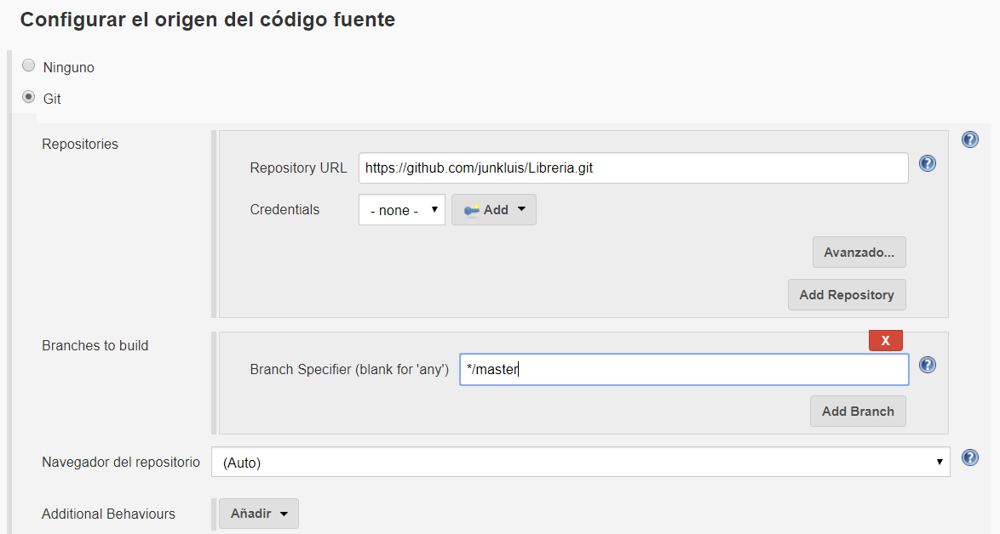 Configurar el origen del código fuente
Ninguno
Git
Repositories
Repository URL https://github.com/junkluis/Libreria.git
Credentials - none - Add
Avanzado...
Add Repository
Branches to build
X
Branch Specifier (blank for 'any') */master
Add Branch
Navegador del repositorio (Auto)
Additional Behaviours Añadir